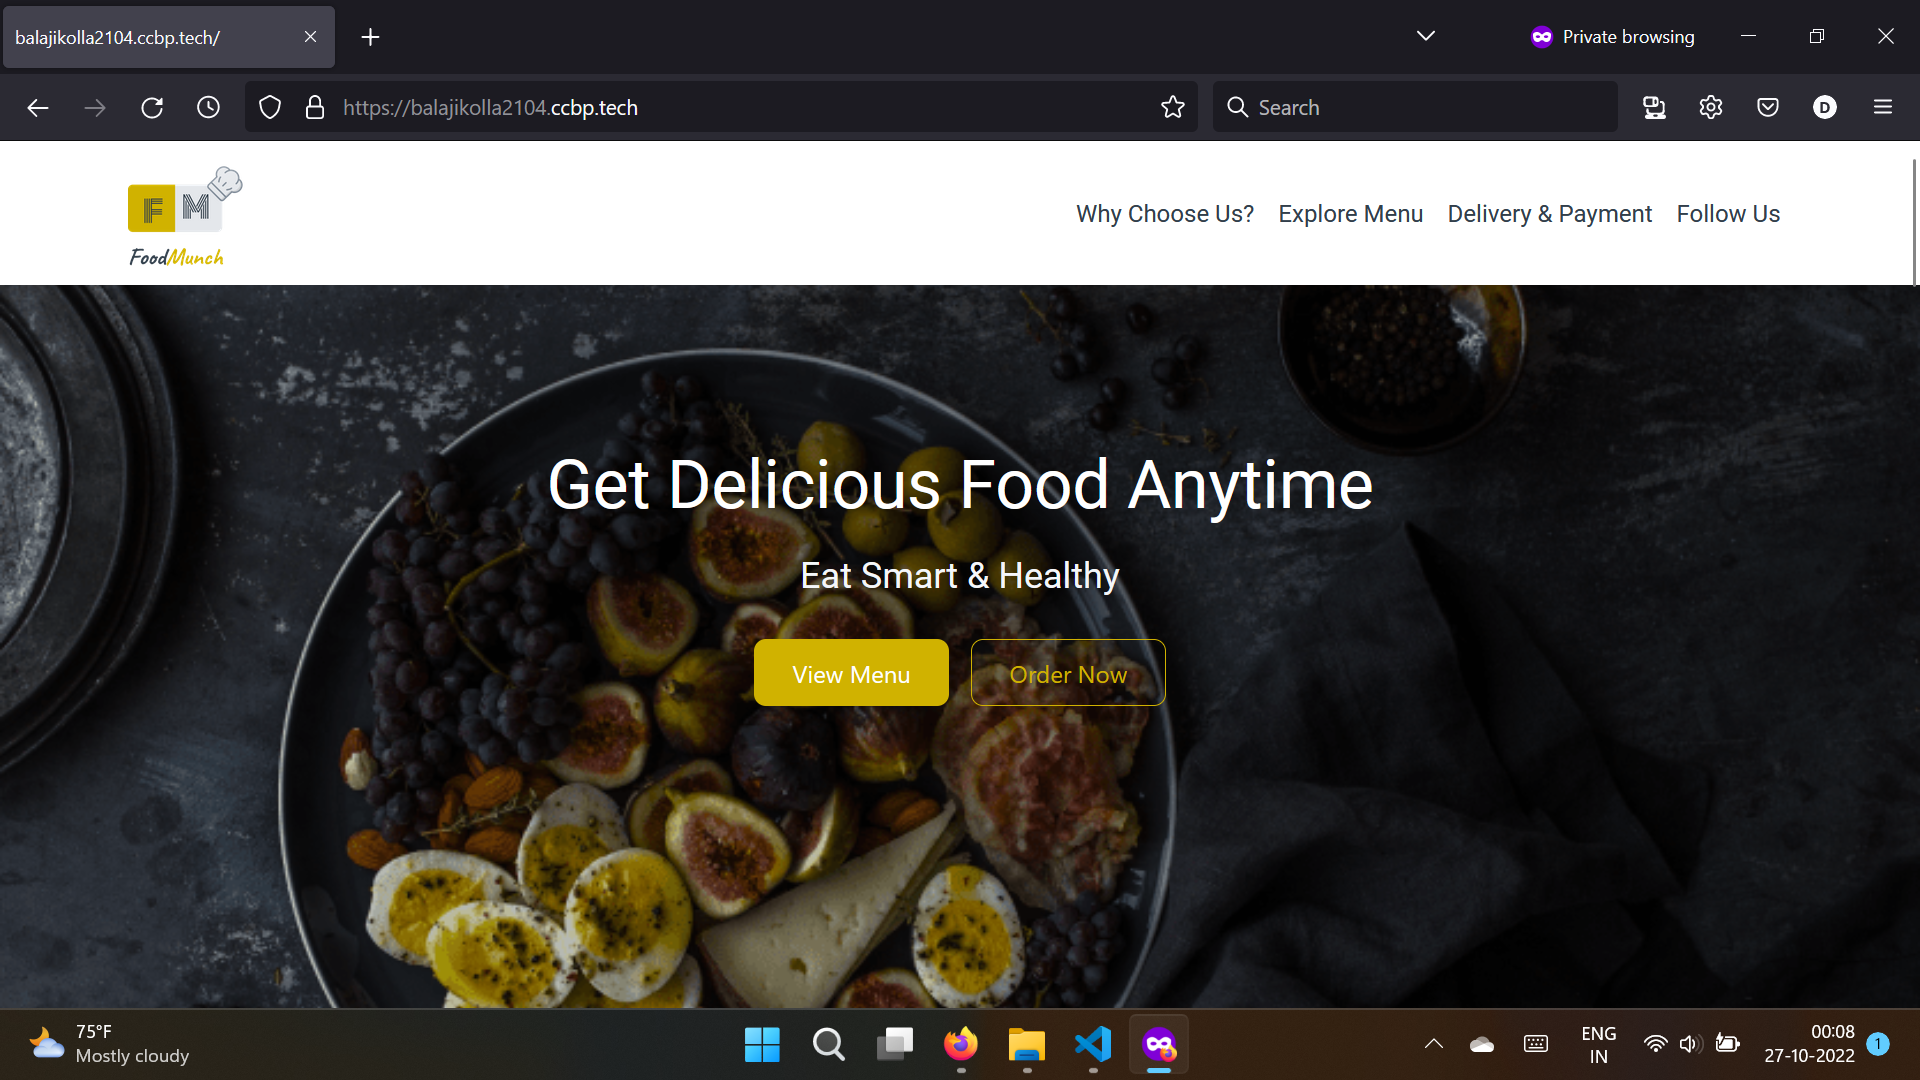 balajikolla2104.ccbp.tech/
Private browsing
https://balajikolla2104.ccbp.tech
Search
D
F M
FoodMunch
Why Choose Us? Explore Menu Delivery & Payment Follow Us
Get Delicious Food Anytime
Eat Smart & Healthy
View Menu Order Now
75°F
Mostly cloudy
ENG
IN
00:08
27-10-2022
1